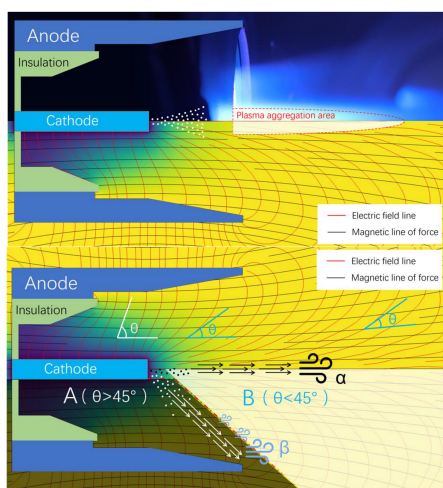 Anode
Insulation
Cathode
Plasma aggregation area
Electric field line
Magnetic line of force
Electric field line
Magnetic line of force
Anode
Insulation
θ
θ
θ
Cathode
α
A ( θ>45° )
B ( θ<45° )
β